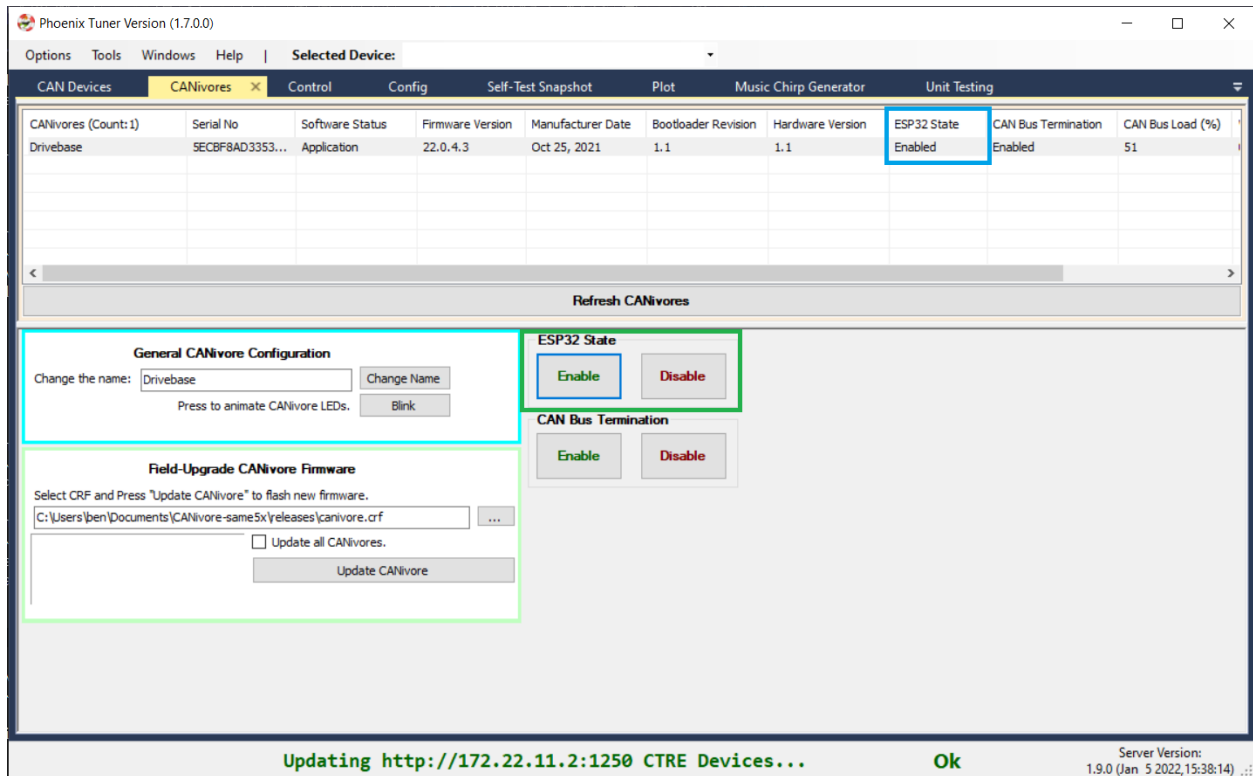 Phoenix Tuner Version (1.7.0.0)
Options Tools Windows Help | Selected Device:
CAN Devices CANivores Control Config Self-Test Snapshot Plot Music Chirp Generator Unit Testing
CANivores (Count:1) Serial No Software Status Firmware Version Manufacturer Date Bootloader Revision Hardware Version ESP32 State CAN Bus Termination CAN Bus Load (%)
Drivebase 5ECBF8AD3353... Application 22.0.4.3 Oct 25, 2021 1.1 1.1 Enabled Enabled 51
Refresh CANivores
General CANivore Configuration
Change the name: Drivebase Change Name
Press to animate CANivore LEDs. Blink
Field-Upgrade CANivore Firmware
Select CRF and Press "Update CANivore" to flash new firmware.
C:\Users\ben\Documents\CANivore-same5x\releases\canivore.crf ...
Update all CANivores.
Update CANivore
ESP32 State
Enable Disable
CAN Bus Termination
Enable Disable
Updating http://172.22.11.2:1250 CTRE Devices... Ok
Server Version:
1.9.0 (Jan 5 2022,15:38:14)